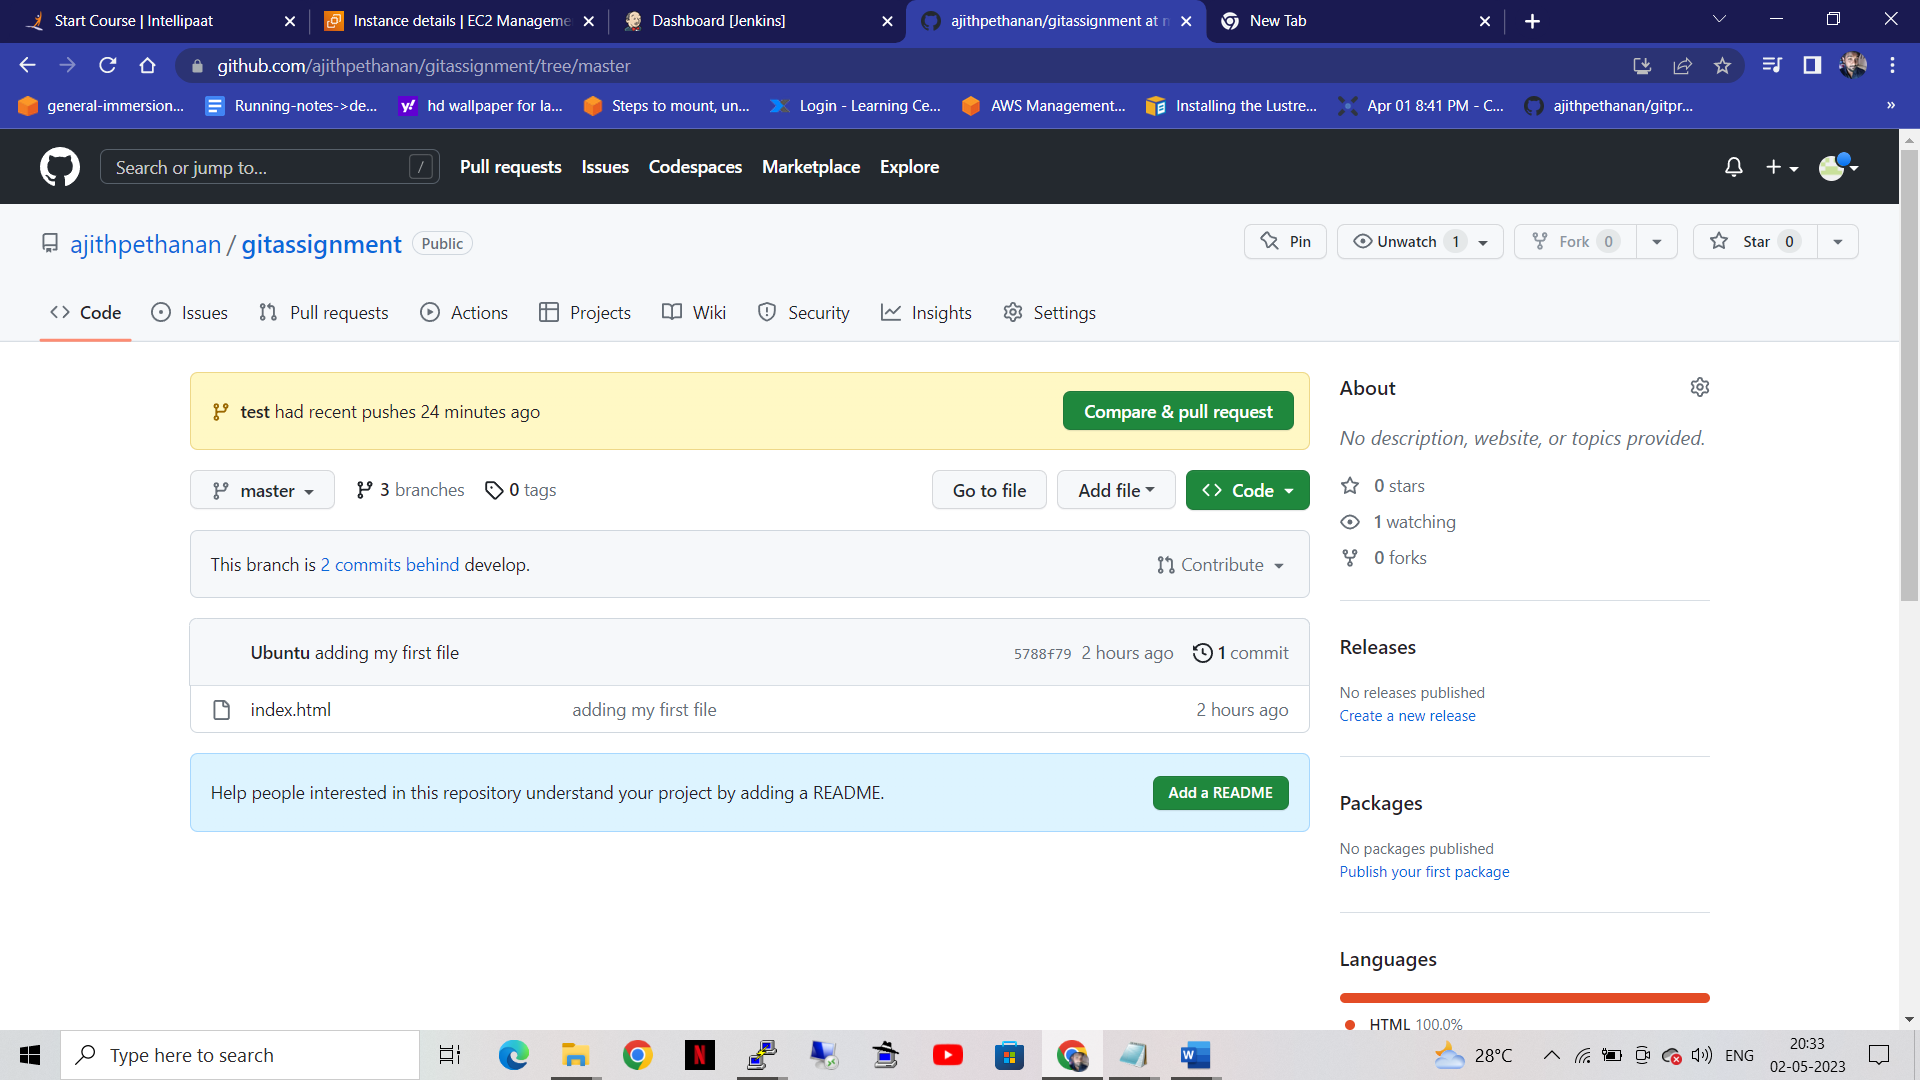 Start Course | Intellipaat
Instance details | EC2 Manageme
Dashboard [Jenkins]
ajithpethanan/gitassignment at m
New Tab
github.com/ajithpethanan/gitassignment/tree/master
general-immersion...
Running-notes->de...
hd wallpaper for la...
Steps to mount, un...
Login - Learning Ce...
AWS Management...
Installing the Lustre...
Apr 01 8:41 PM - C...
ajithpethanan/gitpr...
»
Search or jump to... /
Pull requests Issues Codespaces Marketplace Explore
ajithpethanan / gitassignment Public
Pin Unwatch 1 Fork 0 Star 0
Code Issues Pull requests Actions Projects Wiki Security Insights Settings
test had recent pushes 24 minutes ago
Compare & pull request
master 3 branches 0 tags
Go to file Add file Code
This branch is 2 commits behind develop.
Contribute
Ubuntu adding my first file 5788f79 2 hours ago 1 commit
index.html adding my first file 2 hours ago
Help people interested in this repository understand your project by adding a README.
Add a README
About
No description, website, or topics provided.
0 stars
1 watching
0 forks
Releases
No releases published
Create a new release
Packages
No packages published
Publish your first package
Languages
HTML 100.0%
Type here to search
28°C
ENG
20:33
02-05-2023